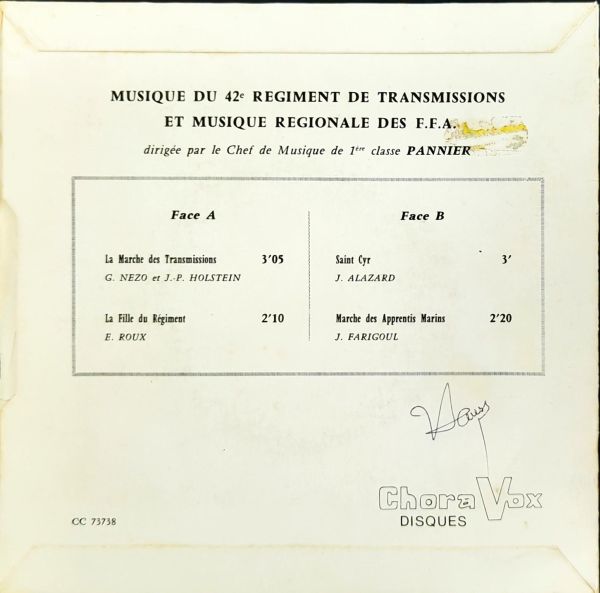 MUSIQUE DU 42e REGIMENT DE TRANSMISSIONS
ET MUSIQUE REGIONALE DES F.F.A.
dirigée par le Chef de Musique de 1ère classe PANNIER
Face A
La Marche des Transmissions 3'05
G. NEZO et J.-P. HOLSTEIN
La Fille du Régiment 2'10
E. ROUX
Face B
Saint Cyr 3'
J. ALAZARD
Marche des Apprentis Marins 2'20
J. FARIGOUL
ChoraVox
DISQUES
CC 73738